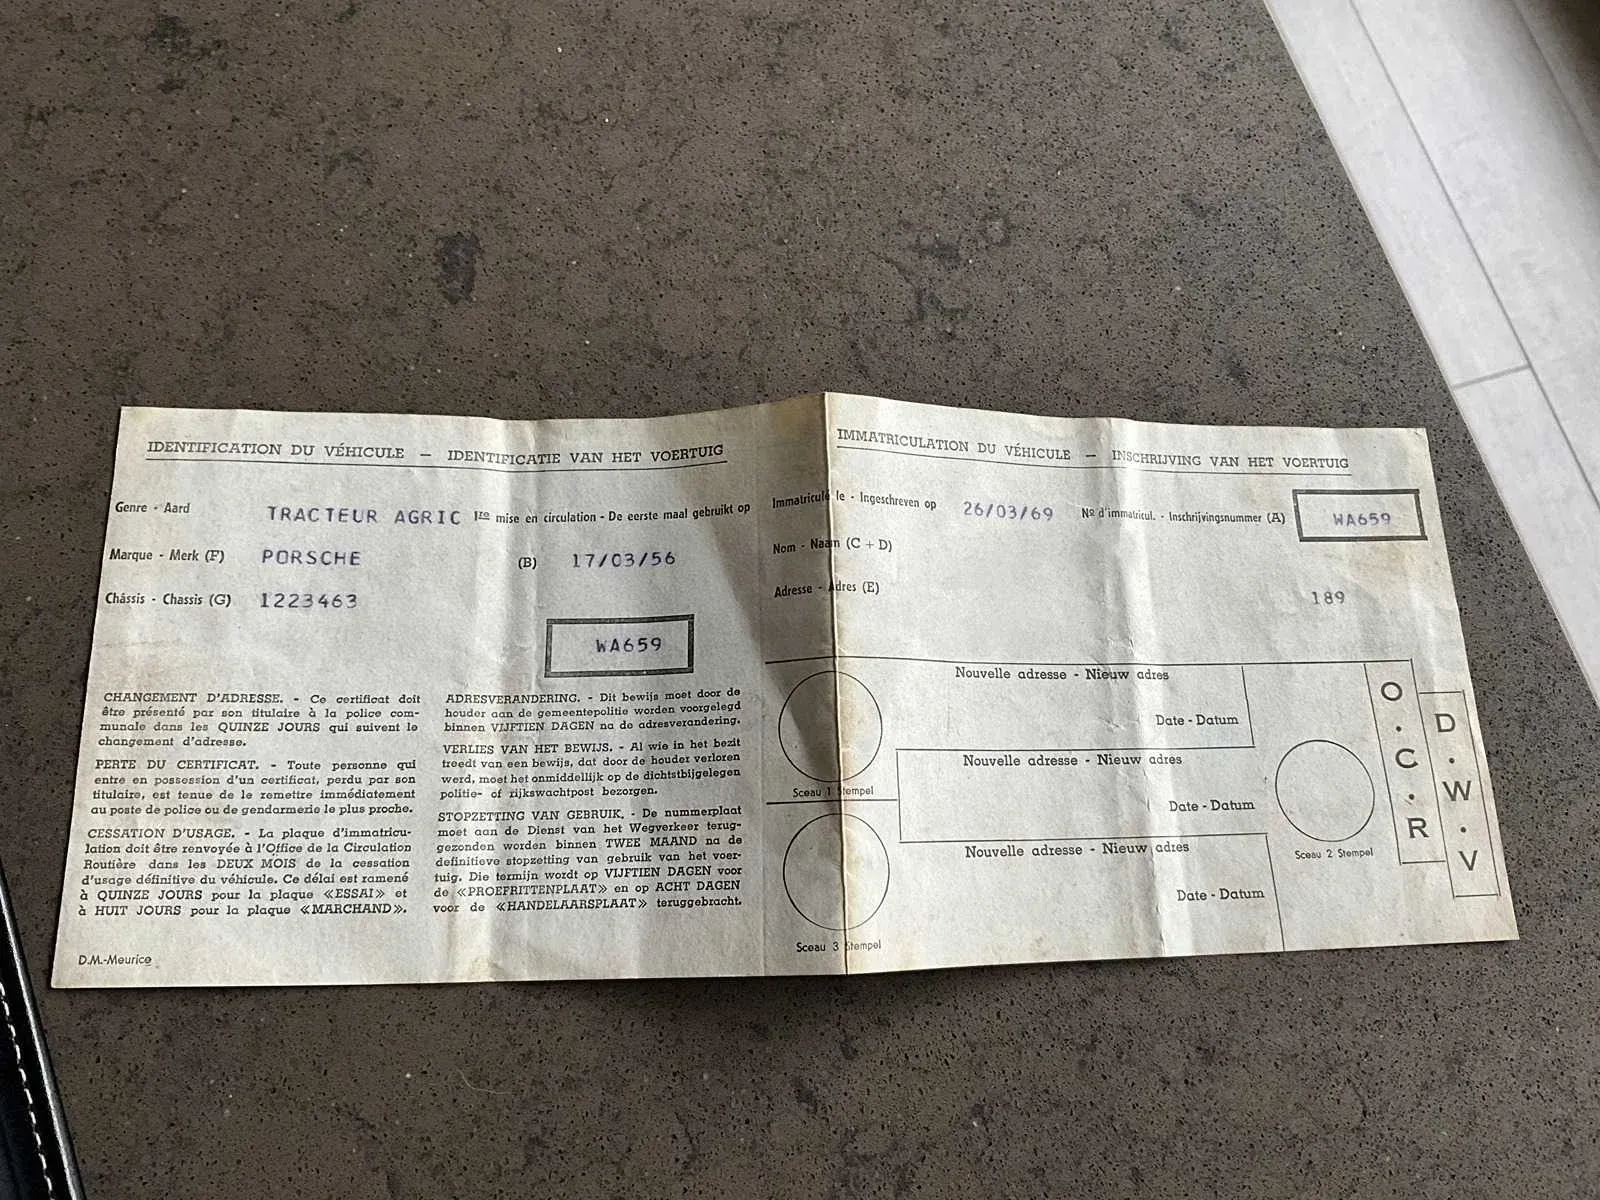 IDENTIFICATION DU VÉHICULE — IDENTIFICATIE VAN HET VOERTUIG
Genre - Aard TRACTEUR AGRIC 1re mise en circulation - De eerste maal gebruikt op
Marque - Merk (F) PORSCHE (B) 17/03/56
Châssis - Chassis (G) 1223463
WA659
CHANGEMENT D'ADRESSE. - Ce certificat doit
être présenté par son titulaire à la police com-
munale dans les QUINZE JOURS qui suivent le
changement d'adresse.
PERTE DU CERTIFICAT. - Toute personne qui
entre en possession d'un certificat, perdu par son
titulaire, est tenue de le remettre immédiatement
au poste de police ou de gendarmerie le plus proche.
CESSATION D'USAGE. - La plaque d'immatricu-
lation doit être renvoyée à l'Office de la Circulation
Routière dans les DEUX MOIS de la cessation
d'usage définitive du véhicule. Ce délai est ramené
à QUINZE JOURS pour la plaque «ESSAI» et
à HUIT JOURS pour la plaque «MARCHAND».
D.M.-Meurice
ADRESVERANDERING. - Dit bewijs moet door de
houder aan de gemeentepolitie worden voorgelegd
binnen VIJFTIEN DAGEN na de adresverandering.
VERLIES VAN HET BEWIJS. - Al wie in het bezit
treedt van een bewijs, dat door de houder verloren
werd, moet het onmiddellijk op de dichtstbijgelegen
politie- of rijkswachtpost bezorgen.
STOPZETTING VAN GEBRUIK. - De nummerplaat
moet aan de Dienst van het Wegverkeer terug-
gezonden worden binnen TWEE MAAND na de
definitieve stopzetting van gebruik van het voer-
tuig. Die termijn wordt op VIJFTIEN DAGEN voor
de «PROEFRITTENPLAAT» en op ACHT DAGEN
voor de «HANDELAARSPLAAT» teruggebracht.
IMMATRICULATION DU VÉHICULE — INSCHRIJVING VAN HET VOERTUIG
Immatriculé le - Ingeschreven op 26/03/69 No d'immatricul. - Inschrijvingsnummer (A) WA659
Nom - Naam (C + D)
Adresse - Adres (E)
189
Nouvelle adresse - Nieuw adres
Date - Datum
Sceau 1 Stempel
Nouvelle adresse - Nieuw adres
Date - Datum
Nouvelle adresse - Nieuw adres
Date - Datum
Sceau 2 Stempel
Sceau 3 Stempel
O.C.R
D.W.V